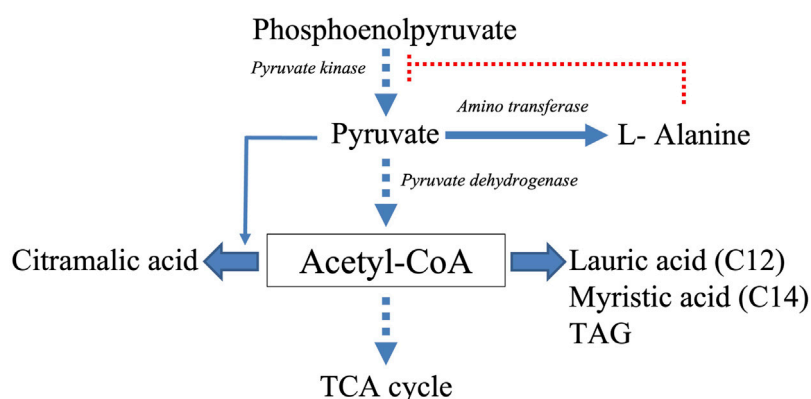 Phosphoenolpyruvate
Pyruvate kinase
Amino transferase
Pyruvate
L- Alanine
Pyruvate dehydrogenase
Citramalic acid
Acetyl-CoA
Lauric acid (C12)
Myristic acid (C14)
TAG
TCA cycle